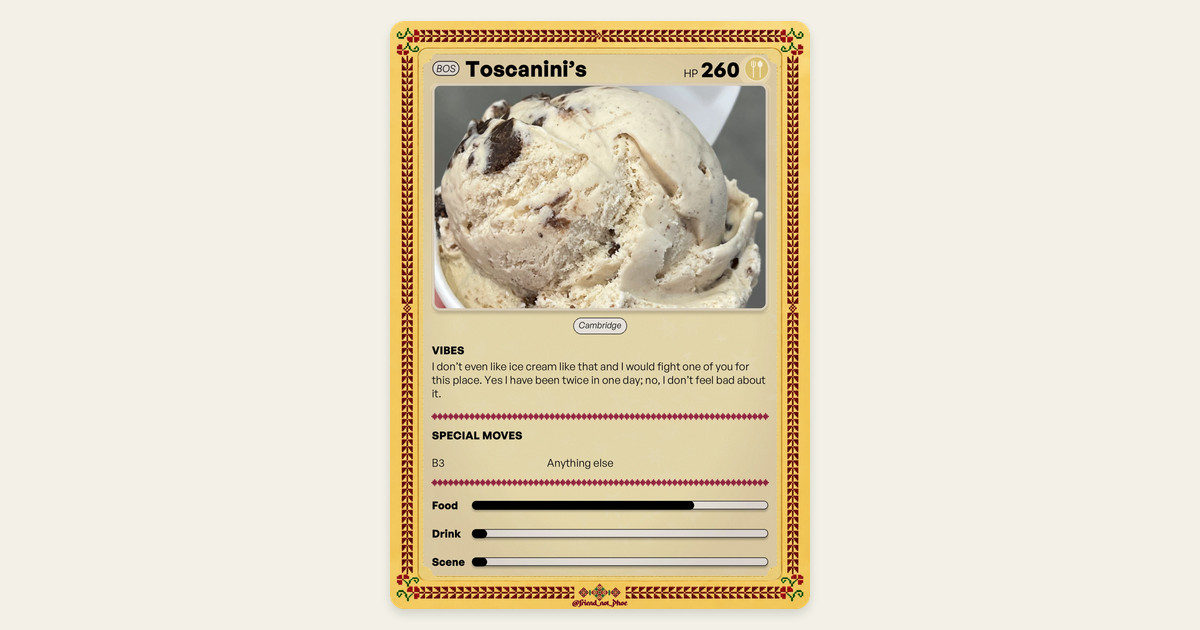 BOS Toscanini's HP 260
Cambridge
VIBES
I don't even like ice cream like that and I would fight one of you for
this place. Yes I have been twice in one day; no, I don't feel bad about
it.
SPECIAL MOVES
B3 Anything else
Food
Drink
Scene
@friend_not_phoe